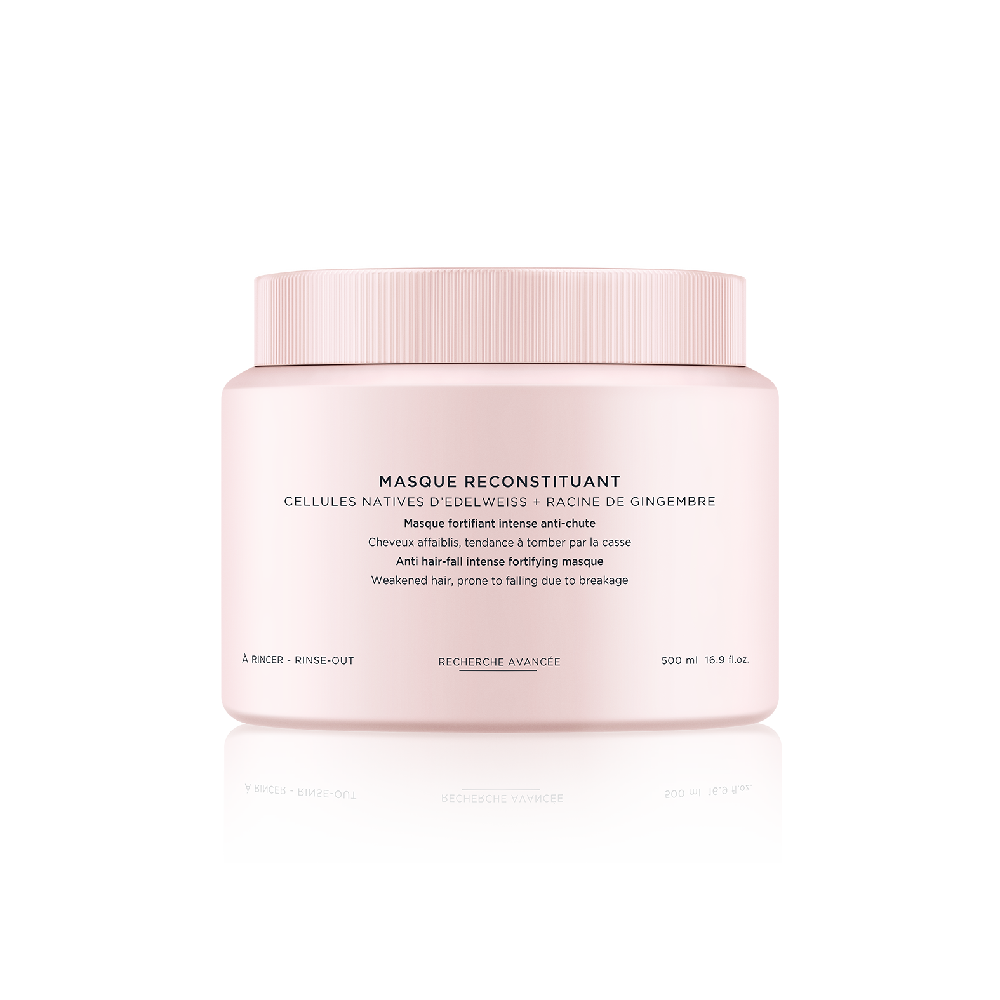 MASQUE RECONSTITUANT
CELLULES NATIVES D'EDELWEISS + RACINE DE GINGEMBRE
Masque fortifiant intense anti-chute
Cheveux affaiblis, tendance à tomber par la casse
Anti hair-fall intense fortifying masque
Weakened hair, prone to falling due to breakage
À RINCER - RINSE-OUT
RECHERCHE AVANCÉE
500 ml 16.9 fl.oz.